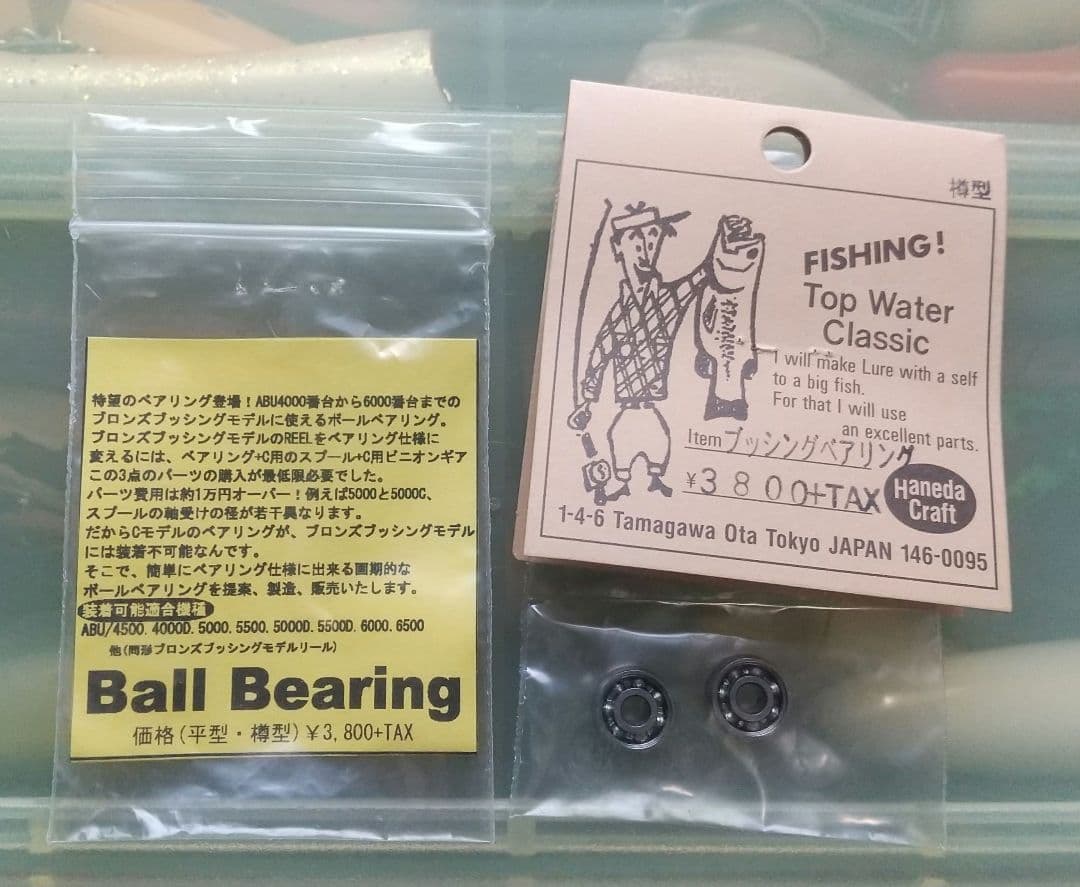 待望のベアリング登場！ABU4000番台から6000番台までの
ブロンズブッシングモデルに使えるボールベアリング。
ブロンズブッシングモデルのREELをベアリング仕様に
変えるには、ベアリング+C用のスプール+C用ピニオンギア
この3点のパーツの購入が最低限必要でした。
パーツ費用は約1万円オーバー！例えば5000と5000C、
スプールの軸受けの径が若干異なります。
だからCモデルのベアリングが、ブロンズブッシングモデル
には装着不可能なんです。
そこで、簡単にベアリング仕様に出来る画期的な
ボールベアリングを提案、製造、販売いたします。
装着可能適合機種
ABU/4500.4000D.5000.5500.5000D.5500D.6000.6500
他(同形ブロンズブッシングモデルリール)
Ball Bearing
価格(平型・樽型)¥3,800+TAX
樽型
FISHING!
Top Water
Classic
I will make Lure with a self
to a big fish.
For that I will use
an excellent parts.
Item ブッシングベアリング
¥3800+TAX
Haneda
Craft
1-4-6 Tamagawa Ota Tokyo JAPAN 146-0095